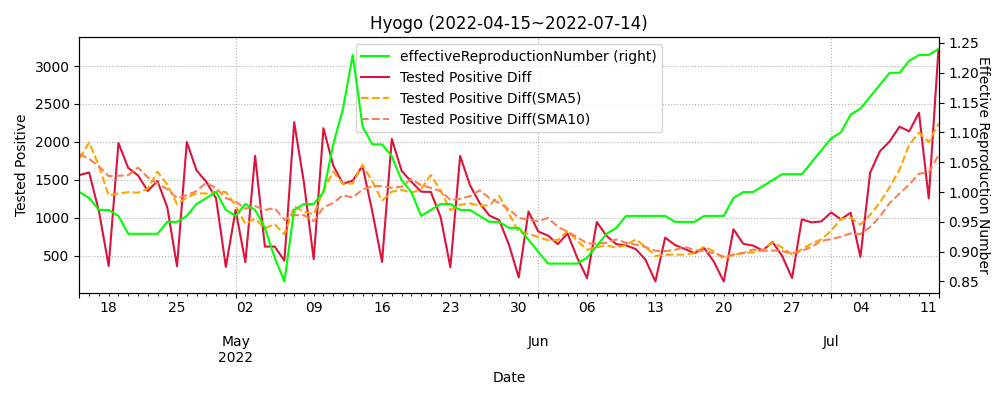 Hyogo (2022-04-15~2022-07-14)
effectiveReproductionNumber (right)
Tested Positive Diff
Tested Positive Diff(SMA5)
Tested Positive Diff(SMA10)
Tested Positive
3000
2500
2000
1500
1000
500
1.25
1.20
1.15
1.10
1.05
1.00
0.95
0.90
0.85
Effective Reproduction Number
18 25 02 09 16 23 30 06 13 20 27 04 11
May Jun Jul
2022
Date